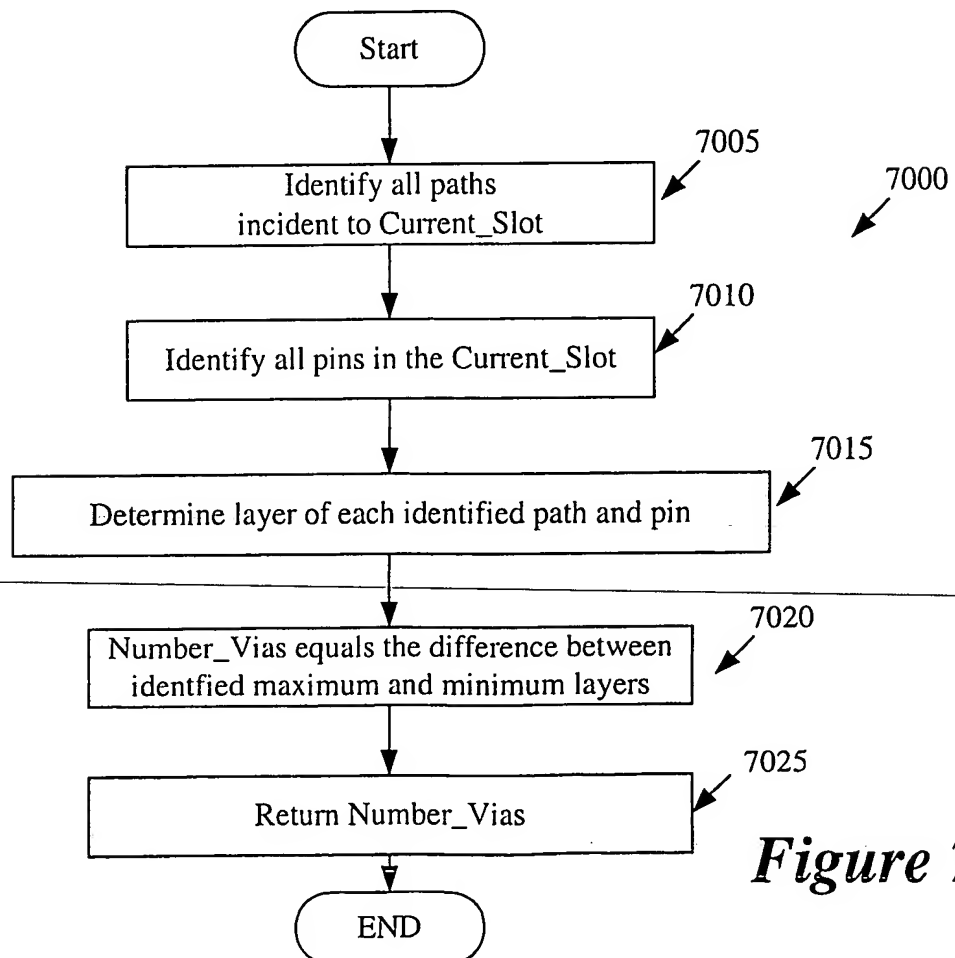 Start
7005
Identify all paths
incident to Current_Slot
7000
7010
Identify all pins in the Current_Slot
7015
Determine layer of each identified path and pin
7020
Number_Vias equals the difference between
identfied maximum and minimum layers
7025
Return Number_Vias
Figure
END